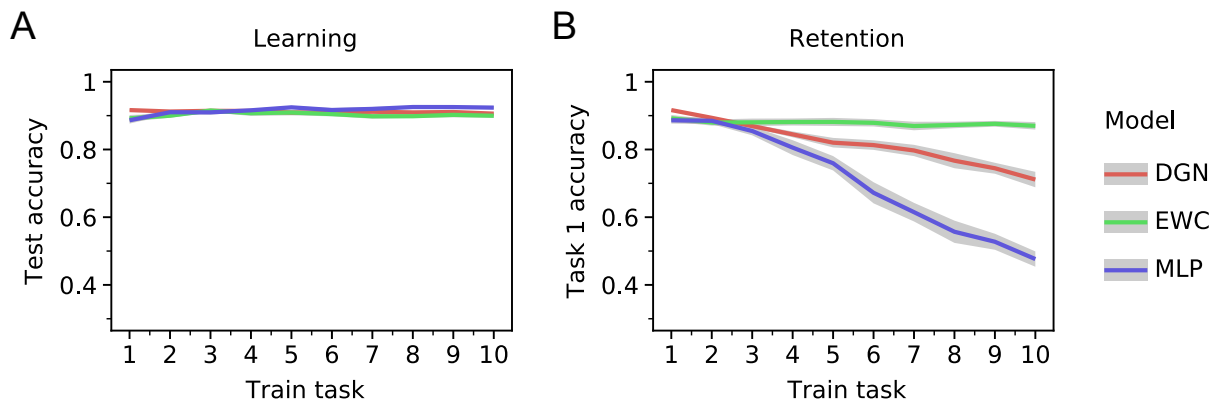 A
Learning
1
0.8
0.6
0.4
Test accuracy
1 2 3 4 5 6 7 8 9 10
Train task
B
Retention
1
0.8
0.6
0.4
Task 1 accuracy
1 2 3 4 5 6 7 8 9 10
Train task
Model
DGN
EWC
MLP